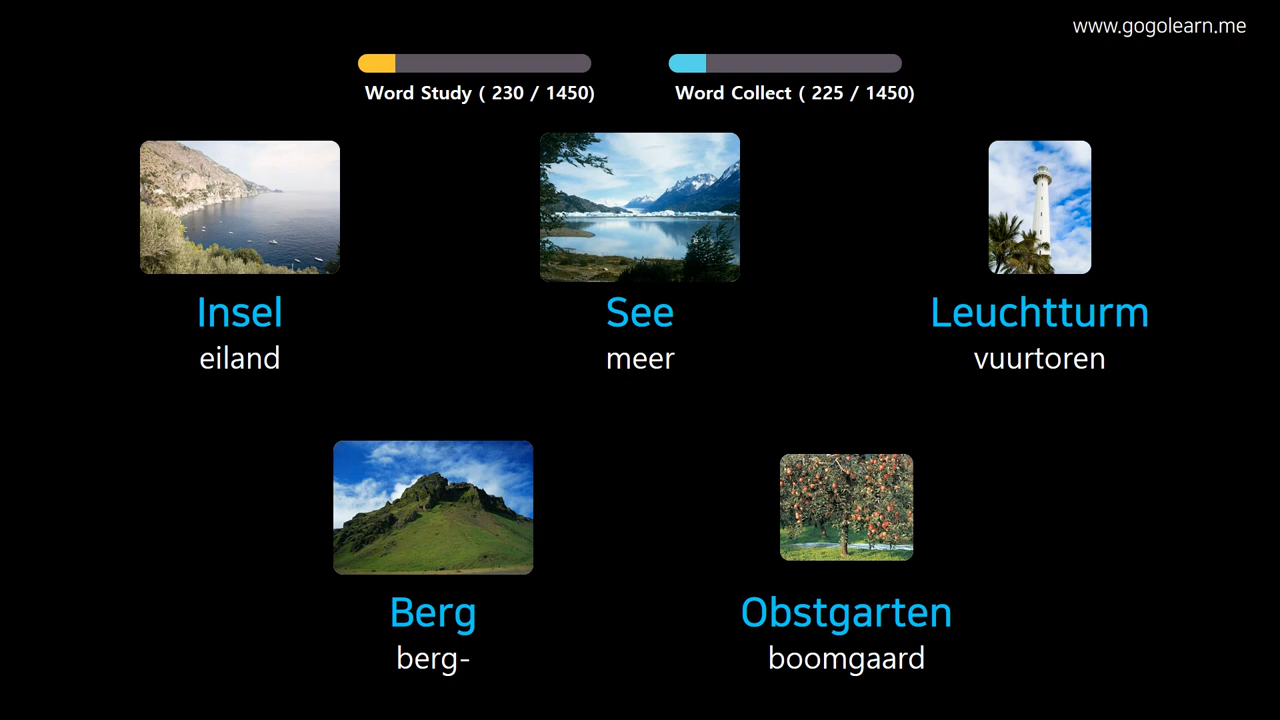 www.gogolearn.me
Word Study ( 230 / 1450)
Word Collect ( 225 / 1450)
Insel
eiland
See
meer
Leuchtturm
vuurtoren
Berg
berg-
Obstgarten
boomgaard